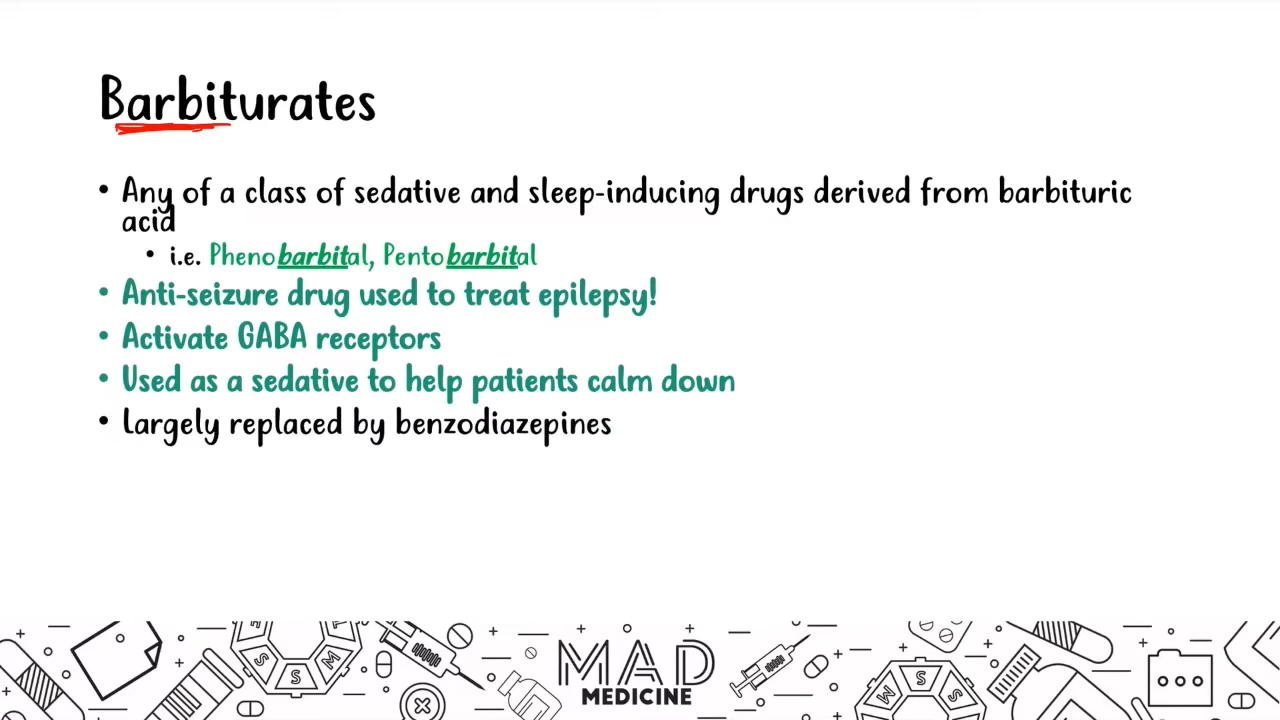 Barbiturates
• Any of a class of sedative and sleep-inducing drugs derived from barbituric
acid
• i.e. Phenobarbital, Pentobarbital
• Anti-seizure drug used to treat epilepsy!
• Activate GABA receptors
• Used as a sedative to help patients calm down
• Largely replaced by benzodiazepines
S S M
MAD
MEDICINE
M S S